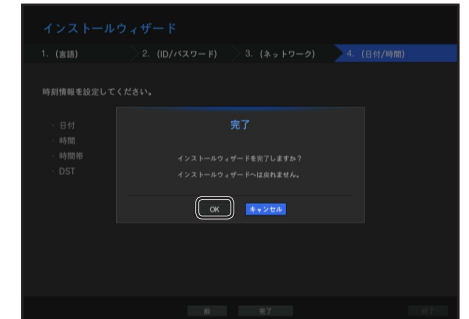 インストールウィザード
1. (言語)
2. (ID/パスワード)
3. (ネットワーク)
4. (日付/時間)
時刻情報を設定してください。
・日付
・時間
・時間帯
・DST
完了
インストールウィザードを完了しますか？
インストールウィザードへは戻れません。
OK
キャンセル
前
完了
終了